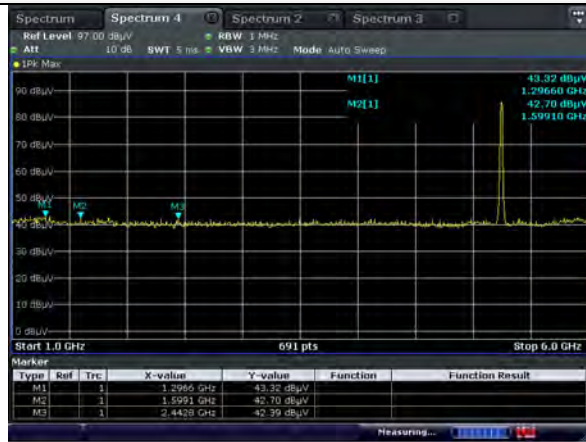 Spectrum Spectrum 4 Spectrum 2 Spectrum 3
Ref Level 97.00 dBµV RBW 1 MHz
Att 10 dB SWT 5 ms VBW 3 MHz Mode Auto Sweep
1Pk Max
M1[1] 43.32 dBµV
1.29660 GHz
90 dBµV
M2[1] 42.70 dBµV
1.59910 GHz
80 dBµV
70 dBµV
60 dBµV
50 dBµV
M1 M2 M3
40 dBµV
30 dBµV
20 dBµV
10 dBµV
0 dBµV
Start 1.0 GHz 691 pts Stop 6.0 GHz
Marker
Type Ref Trc X-value Y-value Function Function Result
M1 1 1.2966 GHz 43.32 dBµV
M2 1 1.5991 GHz 42.70 dBµV
M3 1 2.4428 GHz 42.39 dBµV
Measuring...